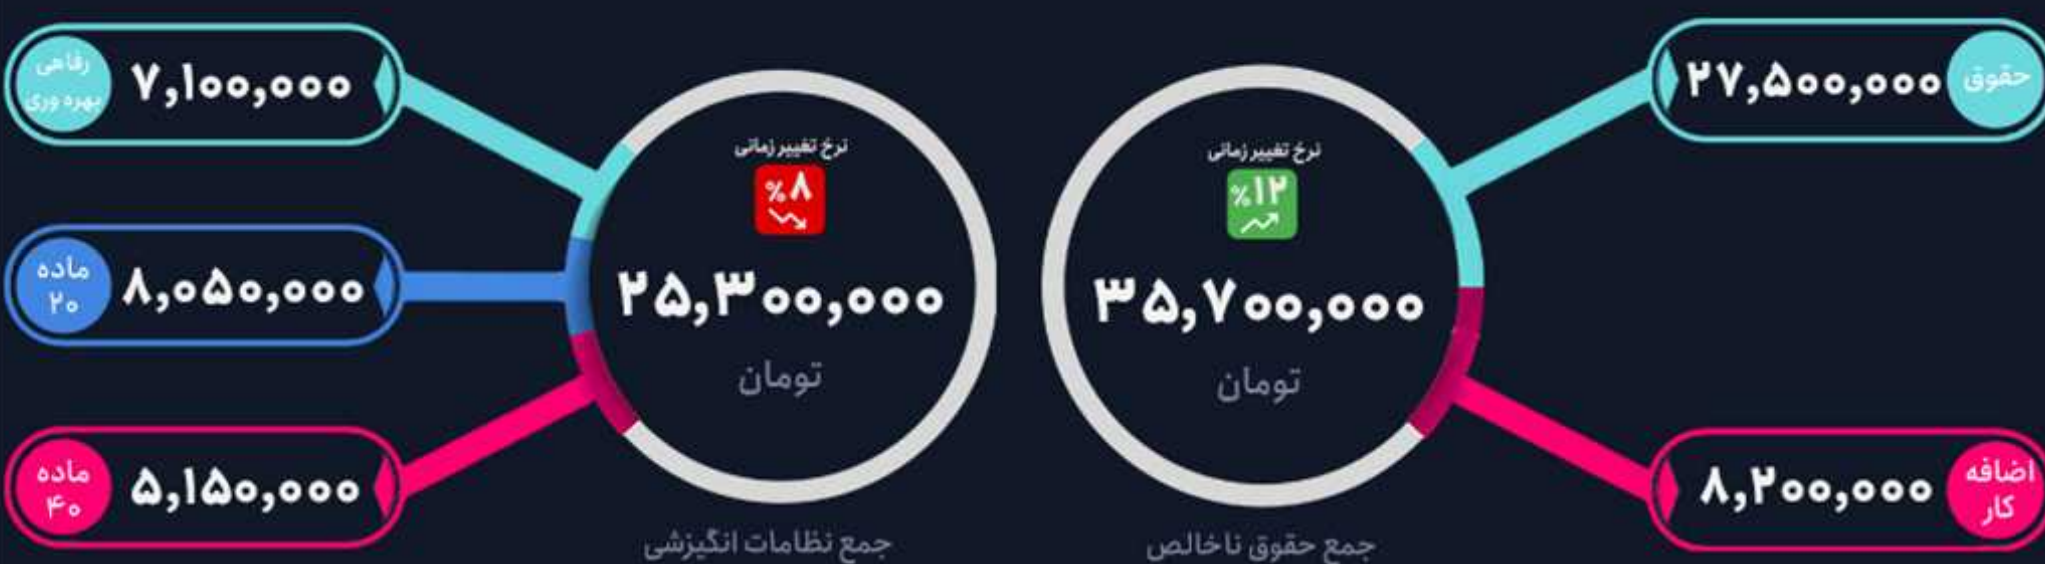 حقوق
۲۷,۵۰۰,۰۰۰
اضافه
کار
۸,۲۰۰,۰۰۰
نرخ تغییر زمانی
%۱۲
۳۵,۷۰۰,۰۰۰
تومان
جمع حقوق ناخالص
نرخ تغییر زمانی
%۸
۲۵,۳۰۰,۰۰۰
تومان
جمع نظامات انگیزشی
۷,۱۰۰,۰۰۰
رفاهی
بهره وری
۸,۰۵۰,۰۰۰
ماده
۲۰
۵,۱۵۰,۰۰۰
ماده
۴۰